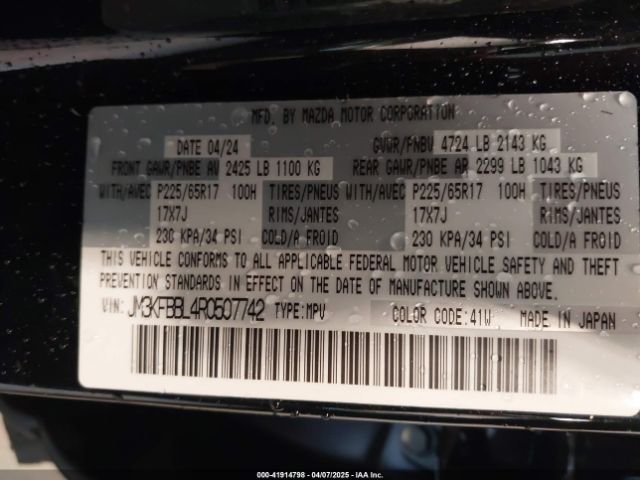 MFD. BY MAZDA MOTOR CORPORATION
DATE 04/24 GVWR/PNBV 4724 LB 2143 KG
FRONT GAWR/PNBE AV 2425 LB 1100 KG REAR GAWR/PNBE AR 2299 LB 1043 KG
WITH/AVEC P225/65R17 100H TIRES/PNEUS WITH/AVEC P225/65R17 100H TIRES/PNEUS
17X7J RIMS/JANTES 17X7J RIMS/JANTES
230 KPA/34 PSI COLD/A FROID 230 KPA/34 PSI COLD/A FROID
THIS VEHICLE CONFORMS TO ALL APPLICABLE FEDERAL MOTOR VEHICLE SAFETY AND THEFT
PREVENTION STANDARDS IN EFFECT ON THE DATE OF MANUFACTURE SHOWN ABOVE.
VIN: JM3KFBBL4R0507742 TYPE: MPV COLOR CODE: 41W MADE IN JAPAN
000-41914798 - 04/07/2025 - IAA Inc.